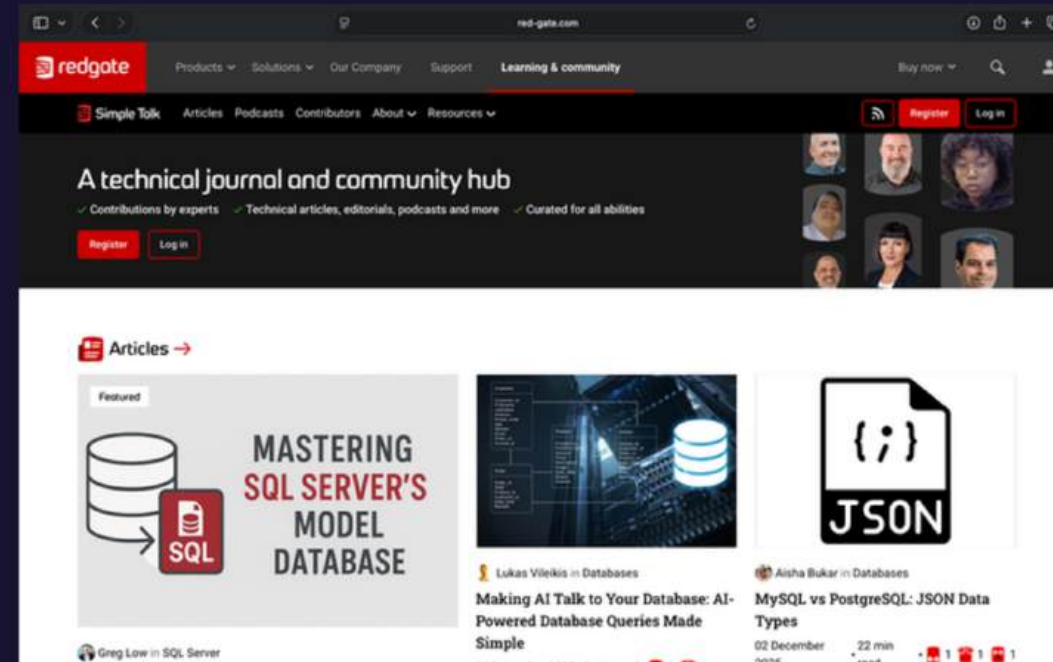 red-gate.com
redgate
Products Solutions Our Company Support Learning & community Buy now
Simple Talk Articles Podcasts Contributors About Resources Register Log in
A technical journal and community hub
Contributions by experts Technical articles, editorials, podcasts and more Curated for all abilities
Register Log in
Articles
Featured
MASTERING
SQL SERVER'S
MODEL
DATABASE
SQL
{;}
JSON
Greg Low in SQL Server
Lukas Vileikis in Databases
Making AI Talk to Your Database: AI-
Powered Database Queries Made
Simple
Aisha Bukar in Databases
MySQL vs PostgreSQL: JSON Data
Types
02 December
22 min
1 1 1